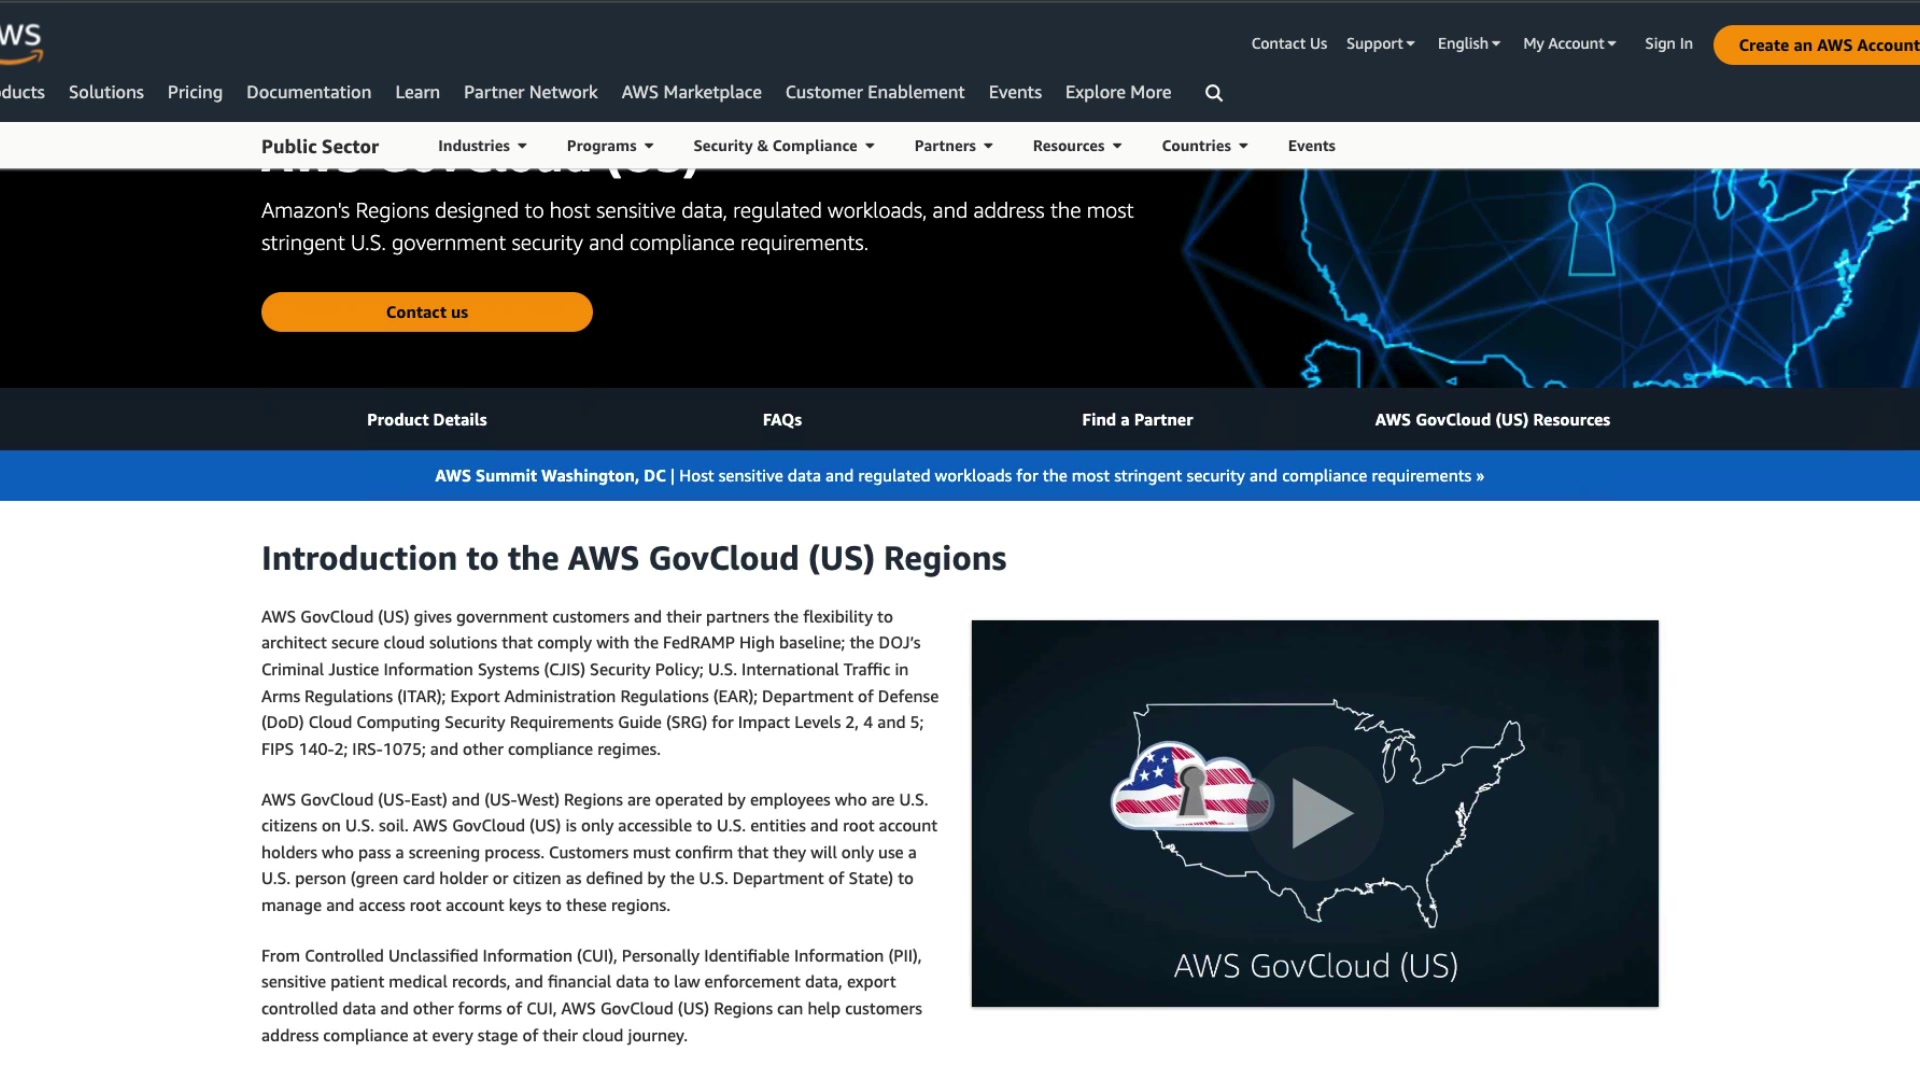 Contact Us Support English My Account Sign In Create an AWS Account
Solutions Pricing Documentation Learn Partner Network AWS Marketplace Customer Enablement Events Explore More
Public Sector Industries Programs Security & Compliance Partners Resources Countries Events
AWS GovCloud (US)
Amazon's Regions designed to host sensitive data, regulated workloads, and address the most
stringent U.S. government security and compliance requirements.
Contact us
Product Details FAQs Find a Partner AWS GovCloud (US) Resources
AWS Summit Washington, DC | Host sensitive data and regulated workloads for the most stringent security and compliance requirements »
Introduction to the AWS GovCloud (US) Regions
AWS GovCloud (US) gives government customers and their partners the flexibility to
architect secure cloud solutions that comply with the FedRAMP High baseline; the DOJ’s
Criminal Justice Information Systems (CJIS) Security Policy; U.S. International Traffic in
Arms Regulations (ITAR); Export Administration Regulations (EAR); Department of Defense
(DoD) Cloud Computing Security Requirements Guide (SRG) for Impact Levels 2, 4 and 5;
FIPS 140-2; IRS-1075; and other compliance regimes.
AWS GovCloud (US-East) and (US-West) Regions are operated by employees who are U.S.
citizens on U.S. soil. AWS GovCloud (US) is only accessible to U.S. entities and root account
holders who pass a screening process. Customers must confirm that they will only use a
U.S. person (green card holder or citizen as defined by the U.S. Department of State) to
manage and access root account keys to these regions.
From Controlled Unclassified Information (CUI), Personally Identifiable Information (PII),
sensitive patient medical records, and financial data to law enforcement data, export
controlled data and other forms of CUI, AWS GovCloud (US) Regions can help customers
address compliance at every stage of their cloud journey.
AWS GovCloud (US)